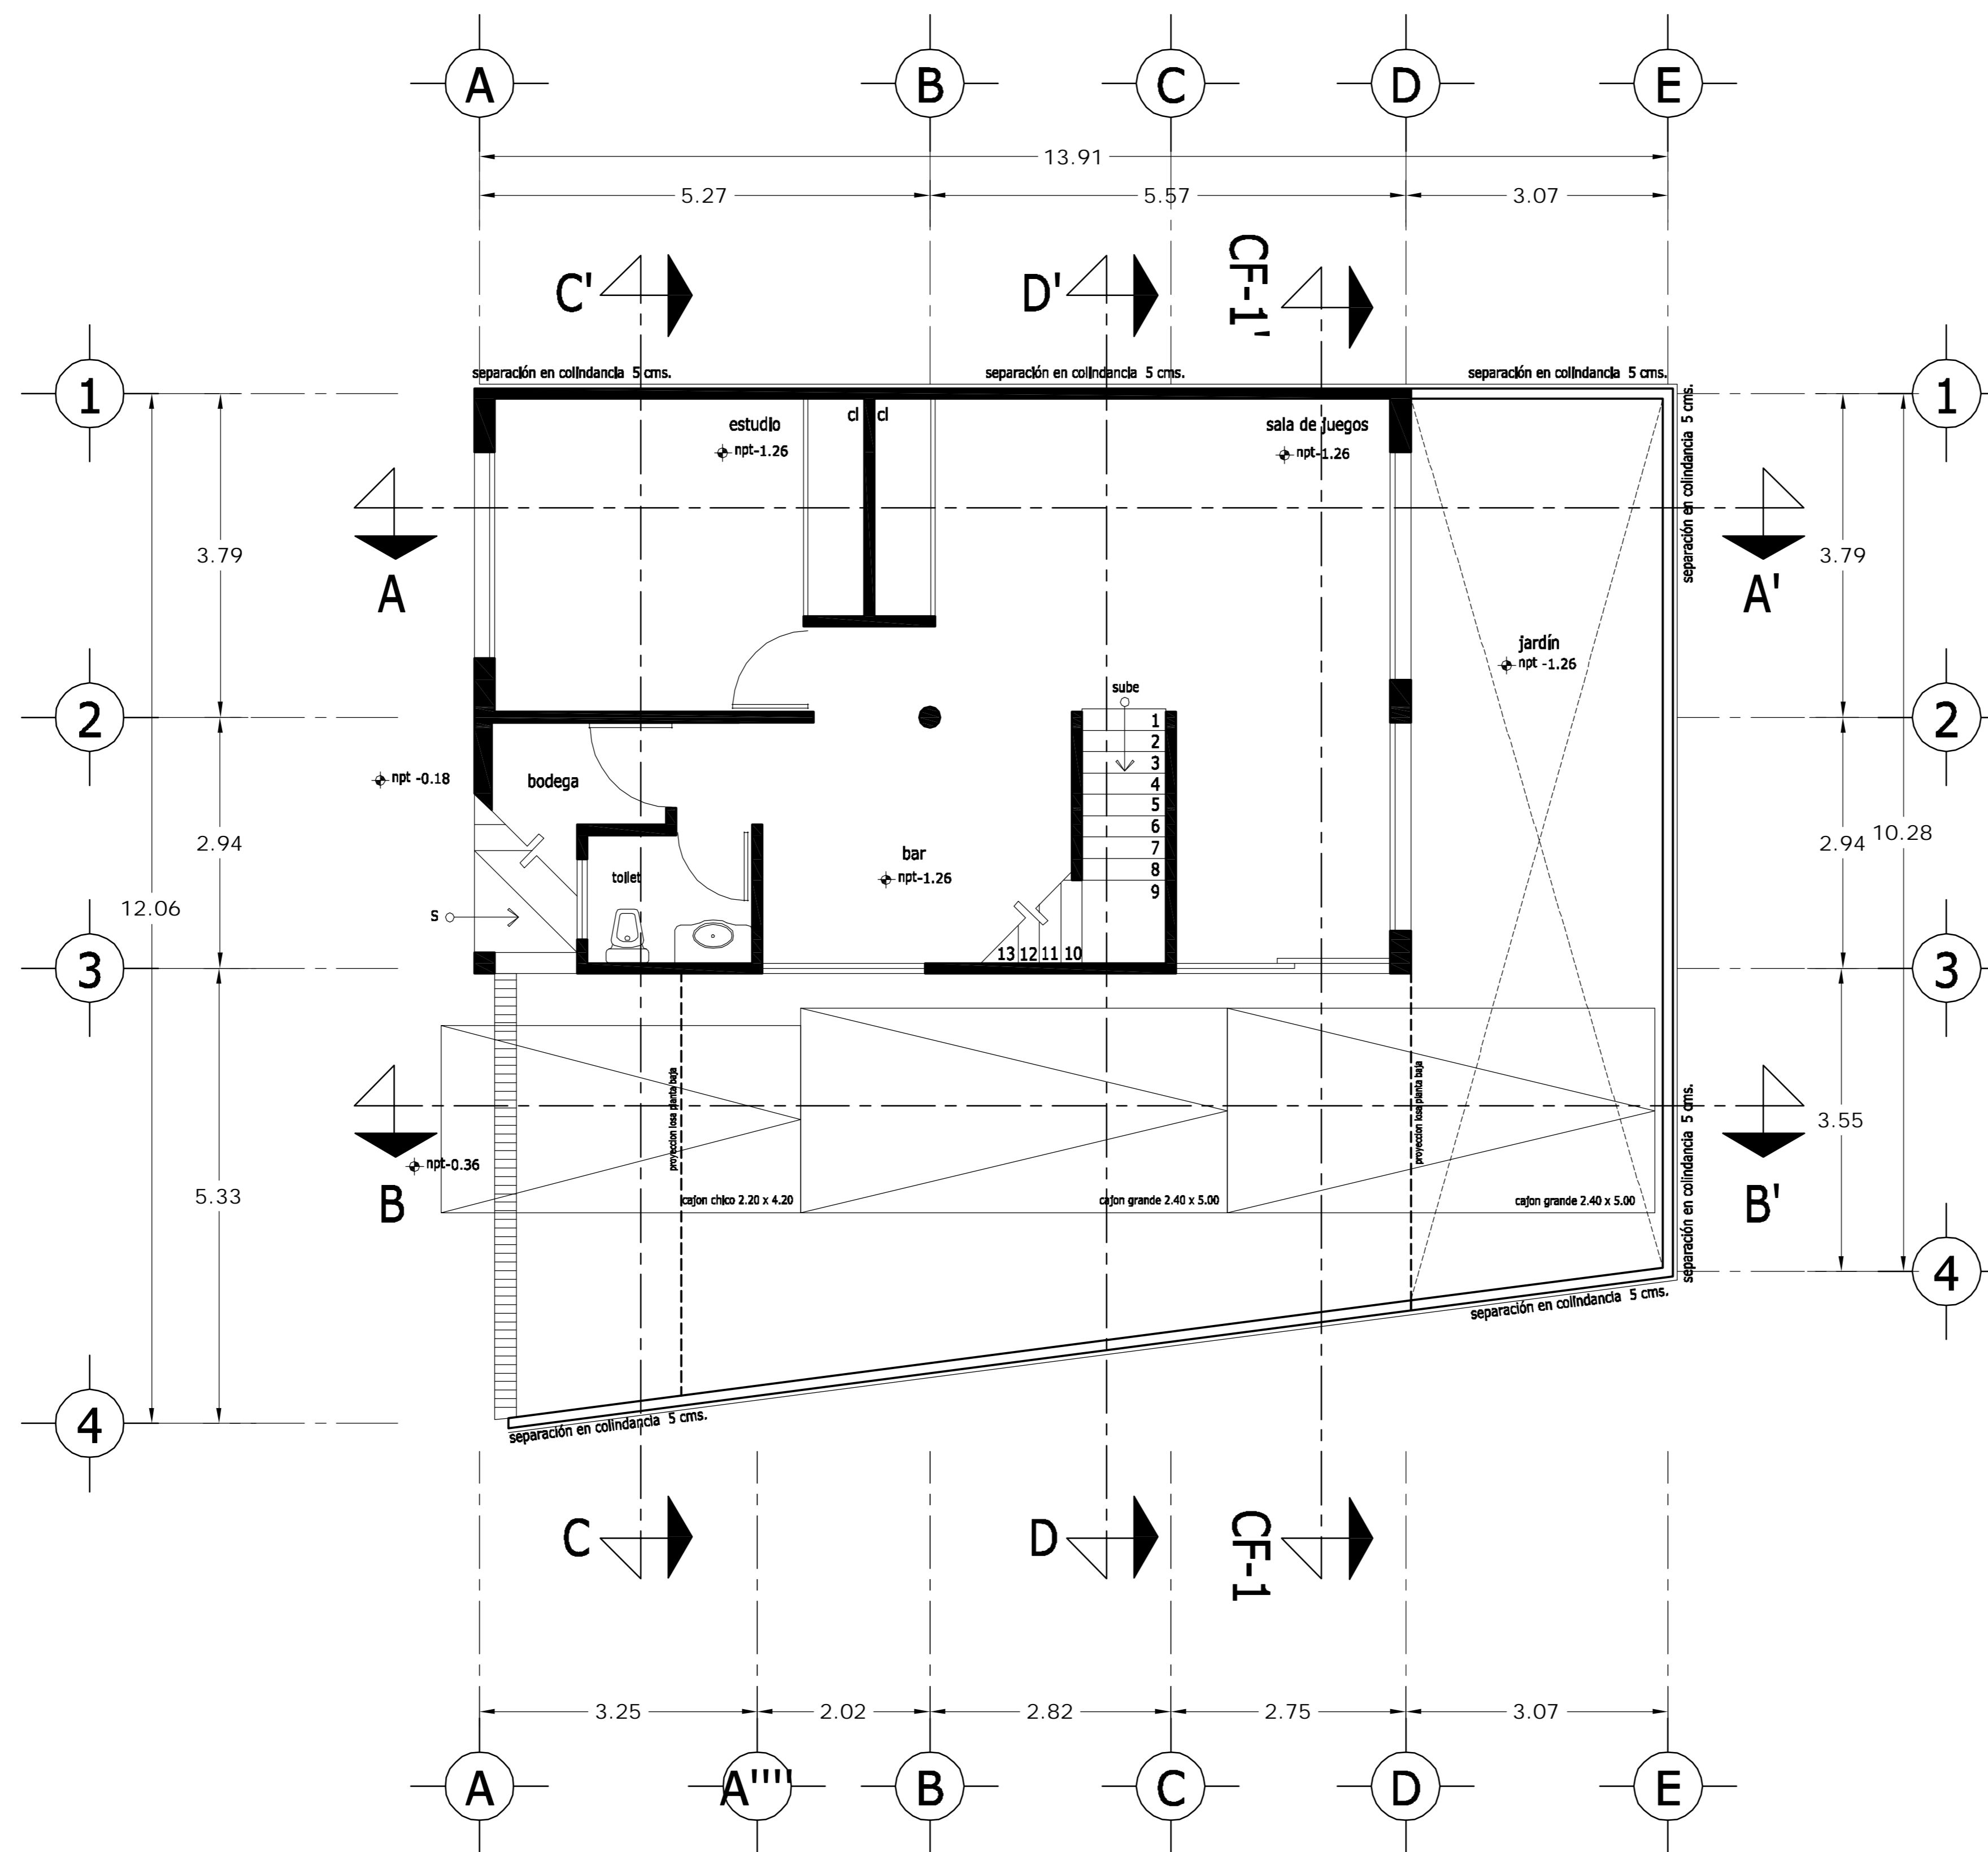 A B C D E
13.91
5.27 5.57 3.07
C' D' CF-1'
separación en colindancia 5 cms. separación en colindancia 5 cms. separación en colindancia 5 cms.
1 1
cl cl
estudio sala de juegos
npt-1.26 npt-1.26
separación en colindancia 5 cms.
3.79 3.79
A A'
jardín
npt -1.26
sube
2 2
1
2
3
4
5
6
7
8
9
13 12 11 10
npt -0.18
bodega
2.94 2.94
10.28
bar
npt-1.26
toilet
12.06
s
3 3
proyeccion losa planta baja proyeccion losa planta baja
3.55
npt-0.36
B B'
5.33
cajon chico 2.20 x 4.20 cajon grande 2.40 x 5.00 cajon grande 2.40 x 5.00
separación en colindancia 5 cms.
4
separación en colindancia 5 cms.
4
separación en colindancia 5 cms.
C D CF-1
3.25 2.02 2.82 2.75 3.07
A A'''' B C D E